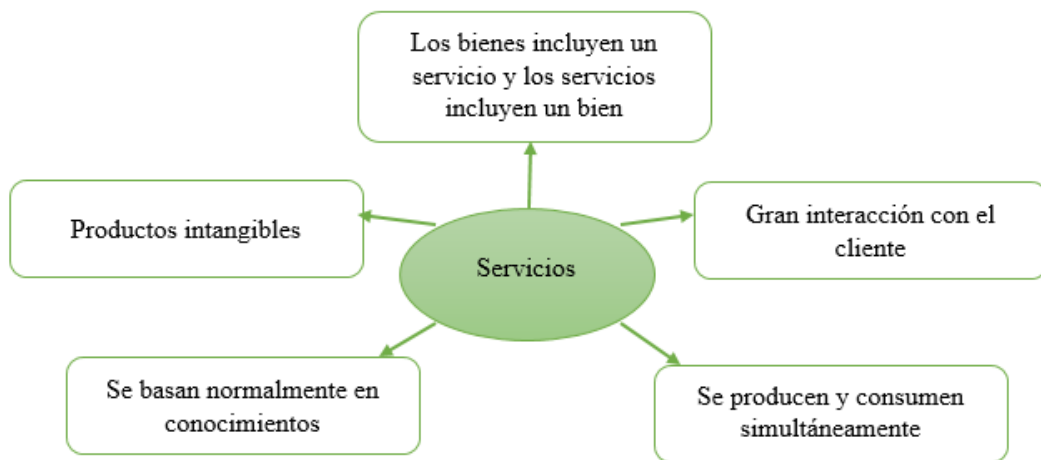 Los bienes incluyen un
servicio y los servicios
incluyen un bien
Productos intangibles
Gran interacción con el
cliente
Servicios
Se basan normalmente en
conocimientos
Se producen y consumen
simultáneamente